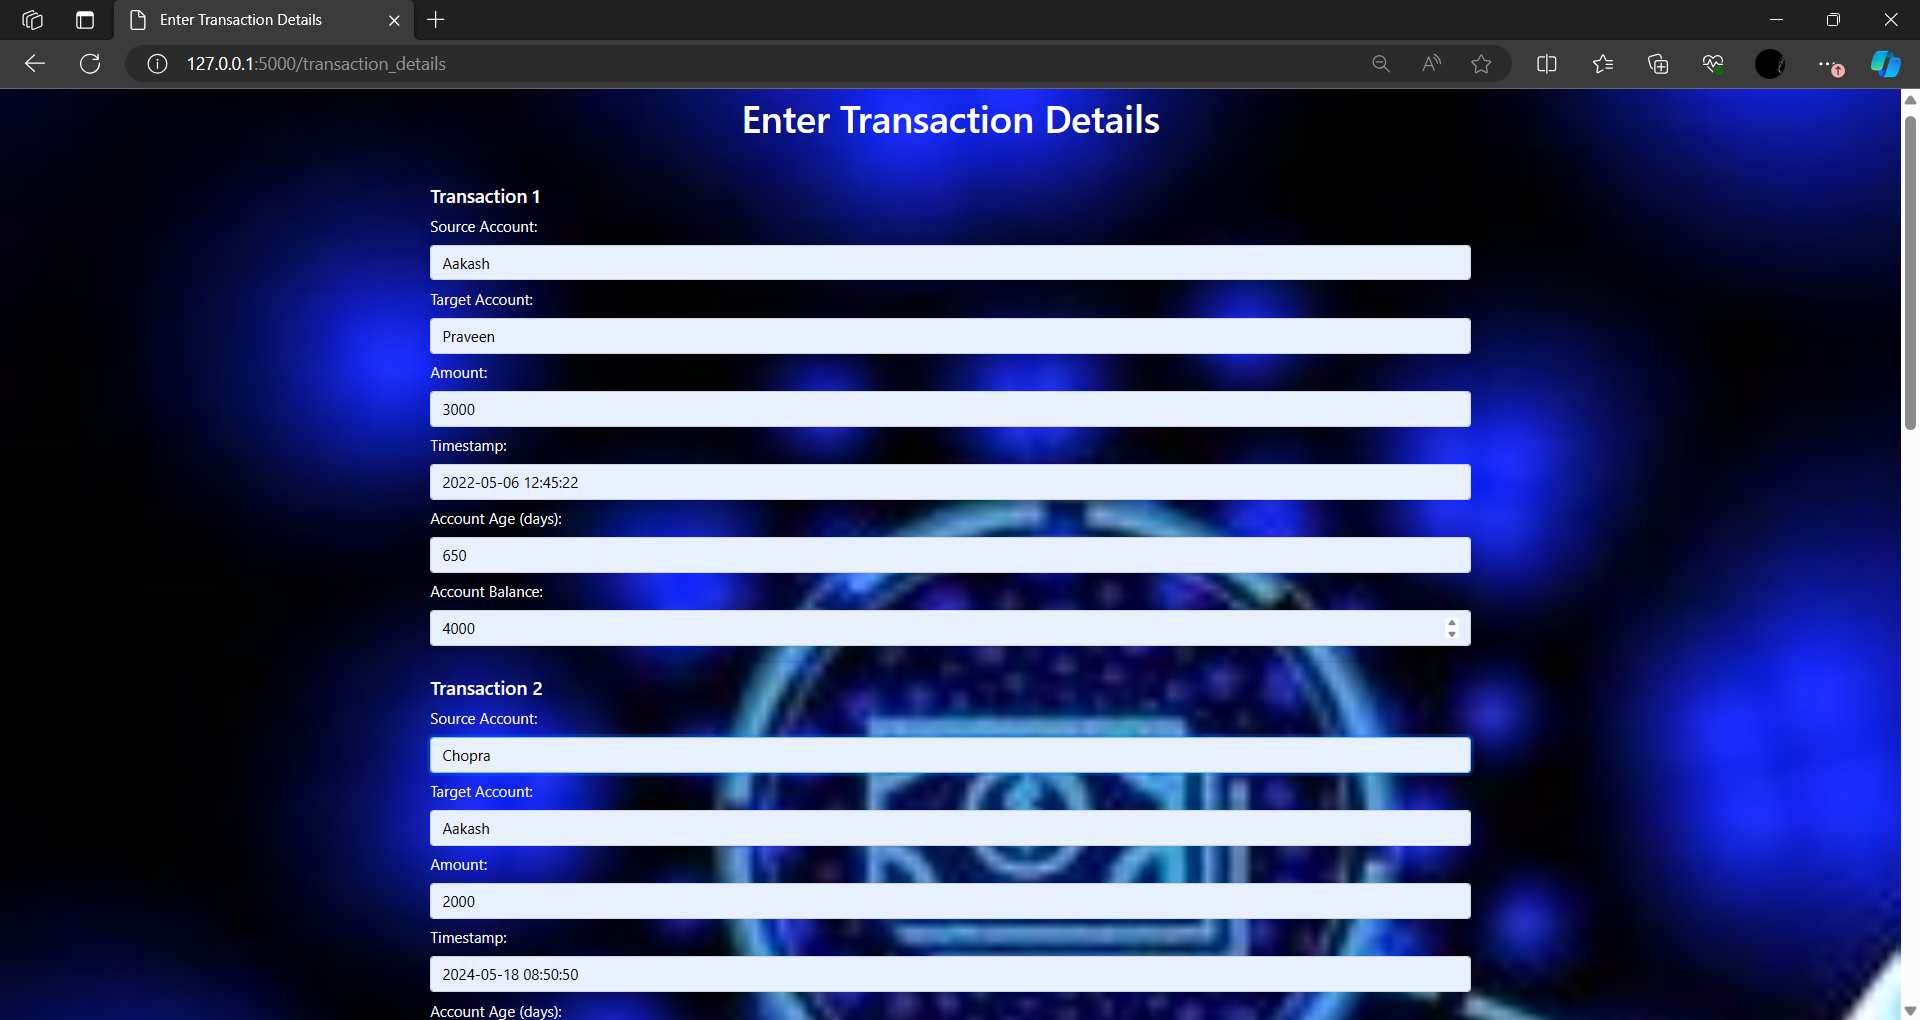 Enter Transaction Details
127.0.0.1:5000/transaction_details
Enter Transaction Details
Transaction 1
Source Account:
Aakash
Target Account:
Praveen
Amount:
3000
Timestamp:
2022-05-06 12:45:22
Account Age (days):
650
Account Balance:
4000
Transaction 2
Source Account:
Chopra
Target Account:
Aakash
Amount:
2000
Timestamp:
2024-05-18 08:50:50
Account Age (days):